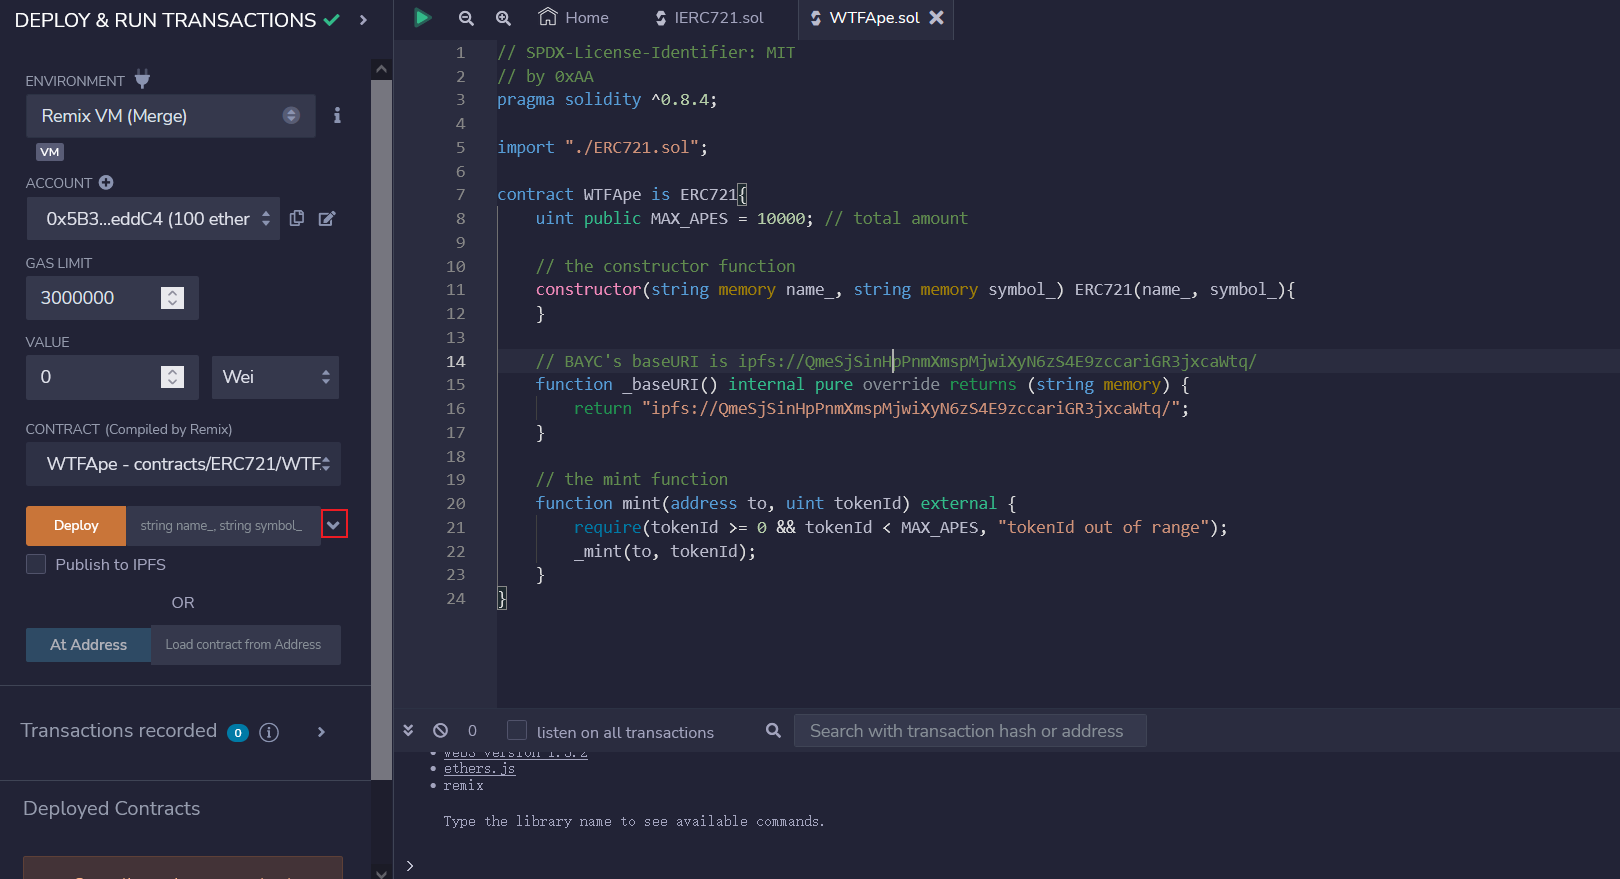 DEPLOY & RUN TRANSACTIONS
ENVIRONMENT
Remix VM (Merge)
VM
ACCOUNT
0x5B3...eddC4 (100 ether
GAS LIMIT
3000000
VALUE
0
Wei
CONTRACT (Compiled by Remix)
WTFApe - contracts/ERC721/WTF
Deploy
string name_, string symbol_
Publish to IPFS
OR
At Address
Load contract from Address
Transactions recorded 0 i
Deployed Contracts
Home
IERC721.sol
WTFApe.sol
1 // SPDX-License-Identifier: MIT
2 // by 0xAA
3 pragma solidity ^0.8.4;
4
5 import "./ERC721.sol";
6
7 contract WTFApe is ERC721{
8 uint public MAX_APES = 10000; // total amount
9
10 // the constructor function
11 constructor(string memory name_, string memory symbol_) ERC721(name_, symbol_){
12 }
13
14 // BAYC's baseURI is ipfs://QmeSjSinHpPnmXmspMjwiXyN6zS4E9zccariGR3jxcaWtq/
15 function _baseURI() internal pure override returns (string memory) {
16 return "ipfs://QmeSjSinHpPnmXmspMjwiXyN6zS4E9zccariGR3jxcaWtq/";
17 }
18
19 // the mint function
20 function mint(address to, uint tokenId) external {
21 require(tokenId >= 0 && tokenId < MAX_APES, "tokenId out of range");
22 _mint(to, tokenId);
23 }
24 }
0
listen on all transactions
Search with transaction hash or address
web3 version 1.5.2
ethers.js
remix
Type the library name to see available commands.
>